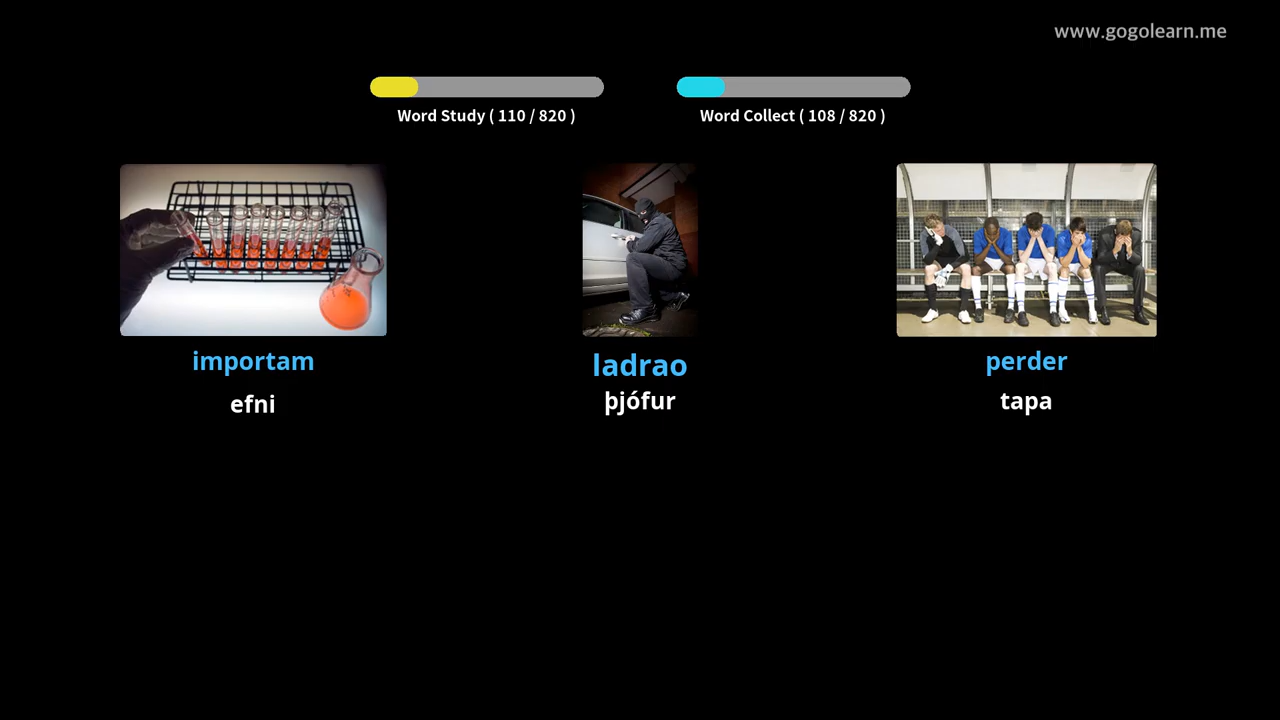 www.gogolearn.me
Word Study ( 110 / 820 )
Word Collect ( 108 / 820 )
importam
efni
ladrao
þjófur
perder
tapa